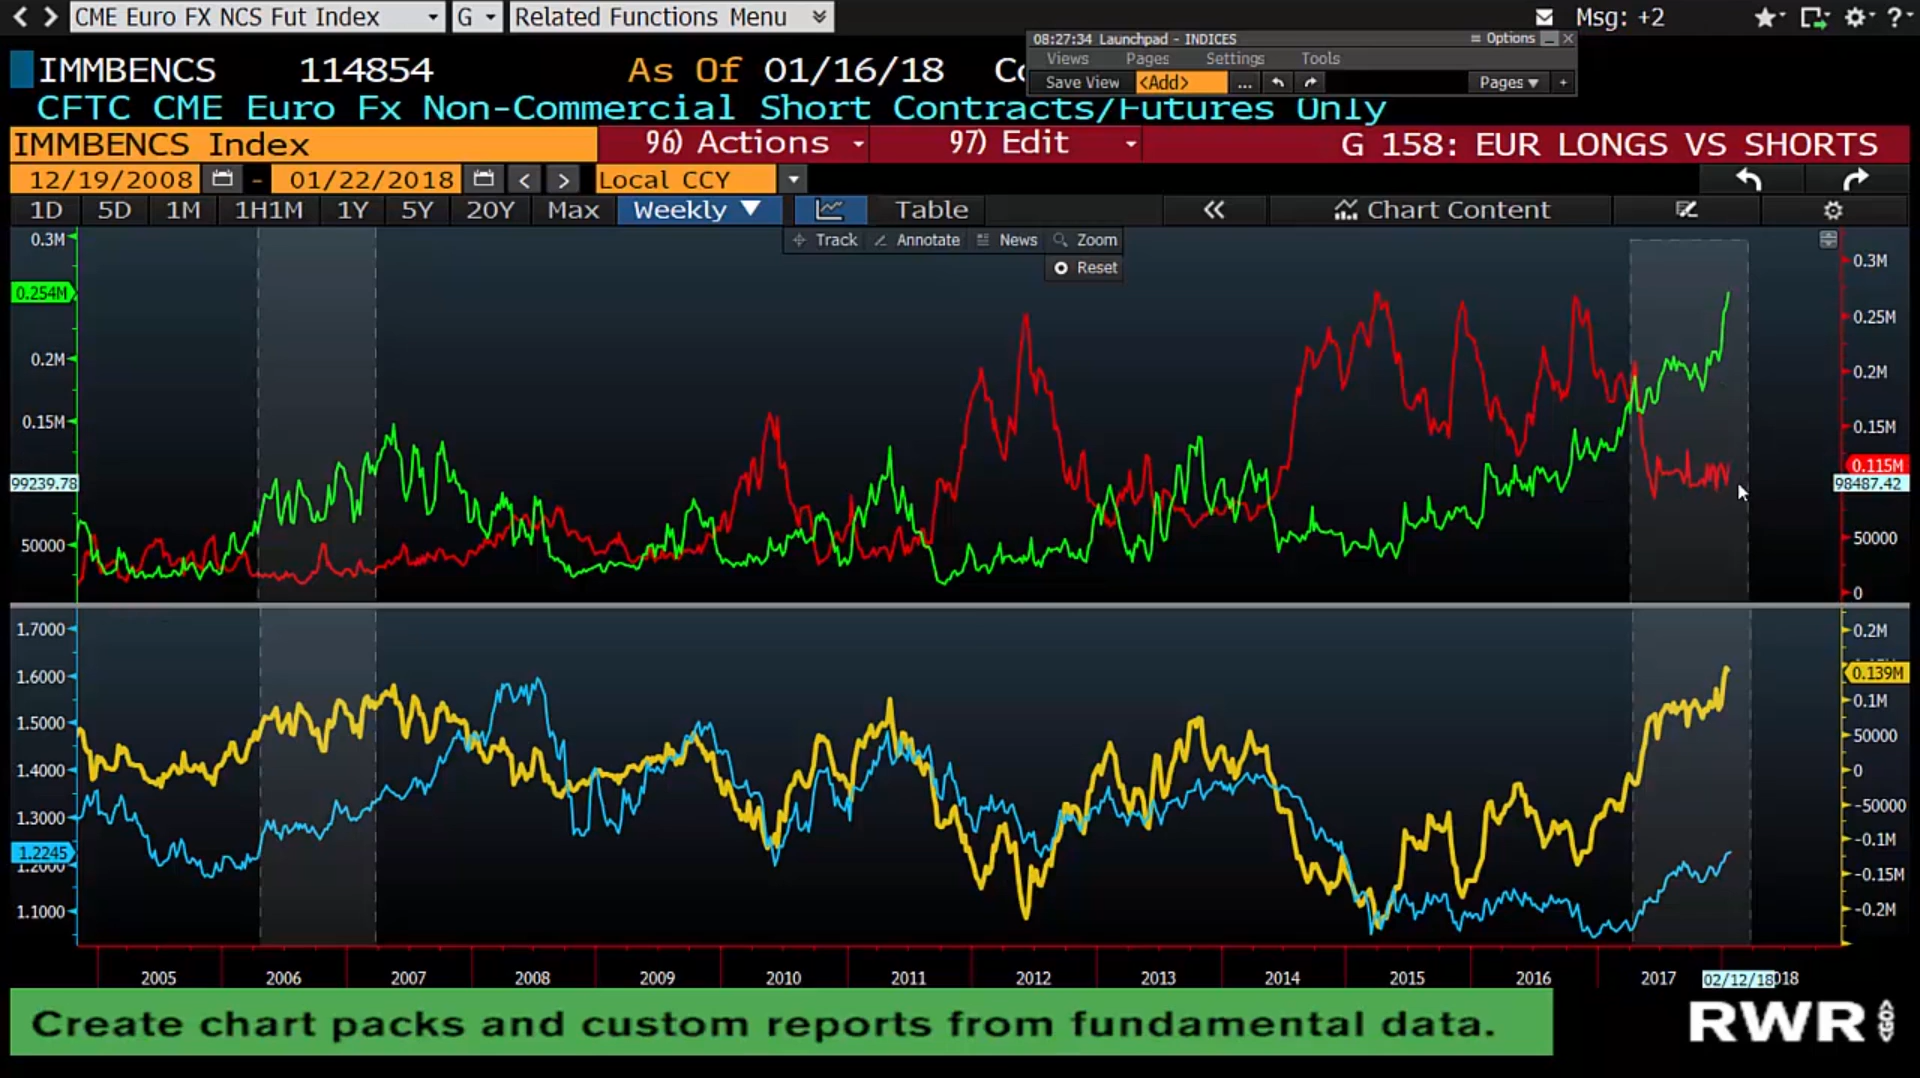 CME Euro FX NCS Fut Index G Related Functions Menu Msg: +2 ?
08:27:34 Launchpad - INDICES Options
Views Pages Settings Tools
Save View <Add> ... Pages +
IMMBENCS 114854 As Of 01/16/18
CFTC CME Euro Fx Non-Commercial Short Contracts/Futures Only
IMMBENCS Index 96) Actions 97) Edit G 158: EUR LONGS VS SHORTS
12/19/2008 - 01/22/2018 Local CCY
1D 5D 1M 1H1M 1Y 5Y 20Y Max Weekly Table Chart Content
Track Annotate News Zoom
Reset
0.3M 0.3M
0.254M
0.25M
0.2M 0.2M
0.15M 0.15M
0.115M
99239.78 98487.42
50000 50000
0
1.7000 0.2M
1.6000 0.139M
0.1M
1.5000 50000
1.4000 0
1.3000 -50000
-0.1M
1.2245
1.2000 -0.15M
1.1000 -0.2M
2005 2006 2007 2008 2009 2010 2011 2012 2013 2014 2015 2016 2017 02/12/18 018
Create chart packs and custom reports from fundamental data.
RWR